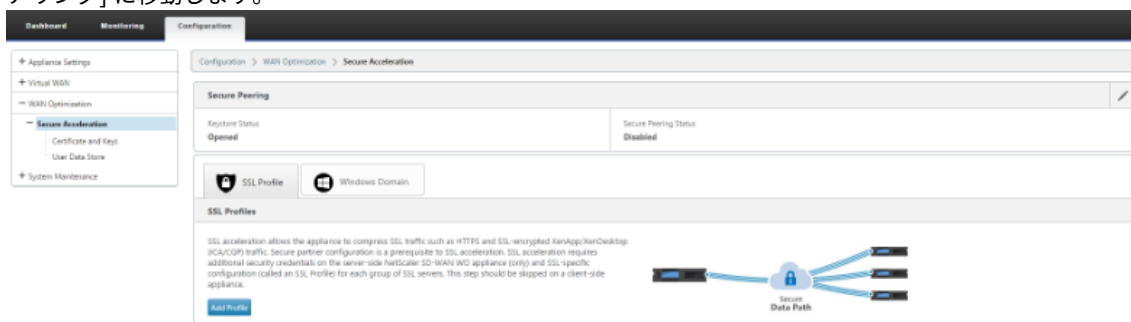 ナリング] に移動します。
Dashboard Monitoring Configuration
+ Appliance Settings
+ Virtual WAN
− WAN Optimization
− Secure Acceleration
Certificate and Keys
User Data Store
+ System Maintenance
Configuration > WAN Optimization > Secure Acceleration
Secure Peering
Keystore Status
Opened
Secure Peering Status
Disabled
SSL Profile
Windows Domain
SSL Profiles
SSL acceleration allows the appliance to compress SSL traffic such as HTTPS and SSL-encrypted XenApp/XenDesktop
(ICA/CGP) traffic. Secure partner configuration is a prerequisite to SSL acceleration. SSL acceleration requires
additional security credentials on the server-side NetScaler SD-WAN WO appliance (only) and SSL-specific
configuration (called an SSL Profile) for each group of SSL servers. This step should be skipped on a client-side
appliance.
Add Profile
Secure
Data Path